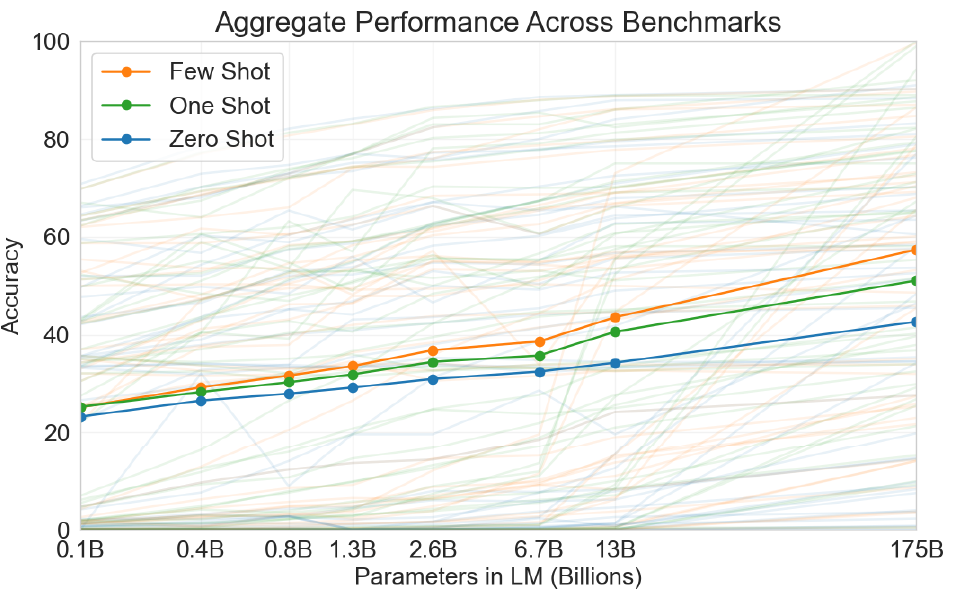 Aggregate Performance Across Benchmarks
100
80
60
40
20
0
Accuracy
Few Shot
One Shot
Zero Shot
0.1B 0.4B 0.8B 1.3B 2.6B 6.7B 13B 175B
Parameters in LM (Billions)